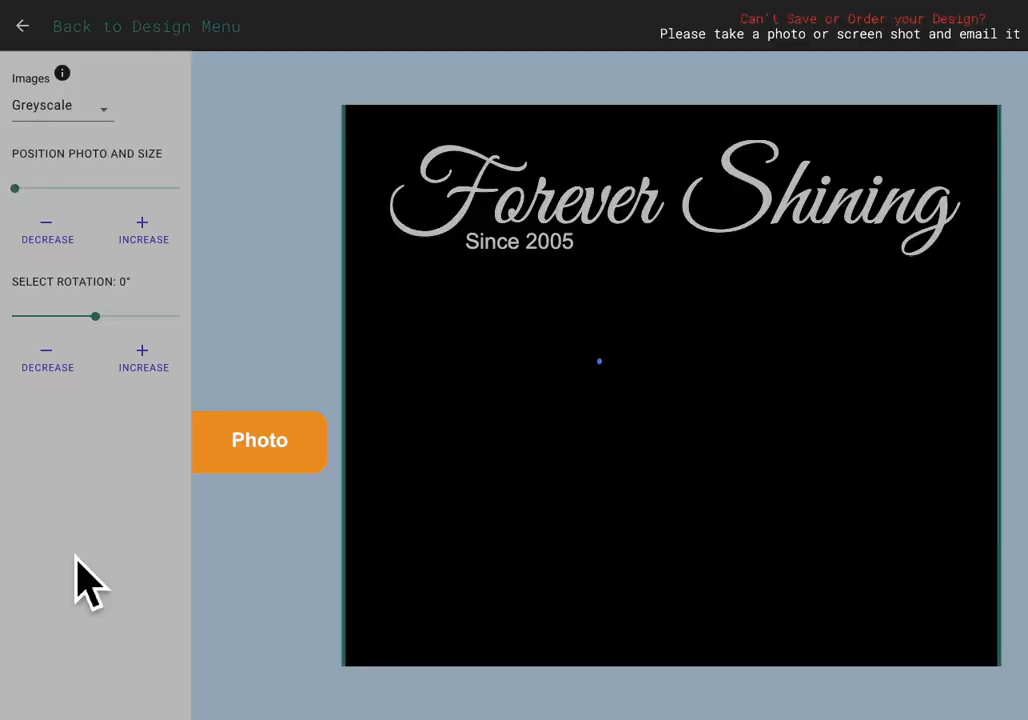 Back to Design Menu
Can't Save or Order your Design?
Please take a photo or screen shot and email it
Images
Greyscale
POSITION PHOTO AND SIZE
DECREASE
INCREASE
SELECT ROTATION: 0°
DECREASE
INCREASE
Photo
Forever Shining
Since 2005